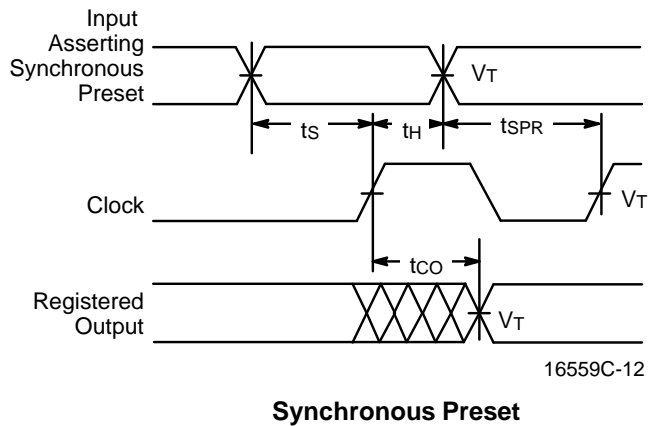 Input
Asserting
Synchronous
Preset
VT
tS
tH
tSPR
Clock
VT
tCO
Registered
Output
VT
16559C-12
Synchronous Preset